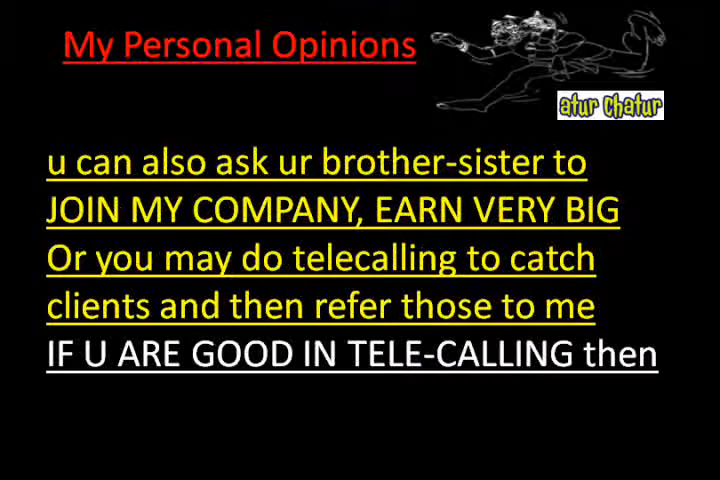 My Personal Opinions
atur chatur
u can also ask ur brother-sister to
JOIN MY COMPANY, EARN VERY BIG
Or you may do telecalling to catch
clients and then refer those to me
IF U ARE GOOD IN TELE-CALLING then